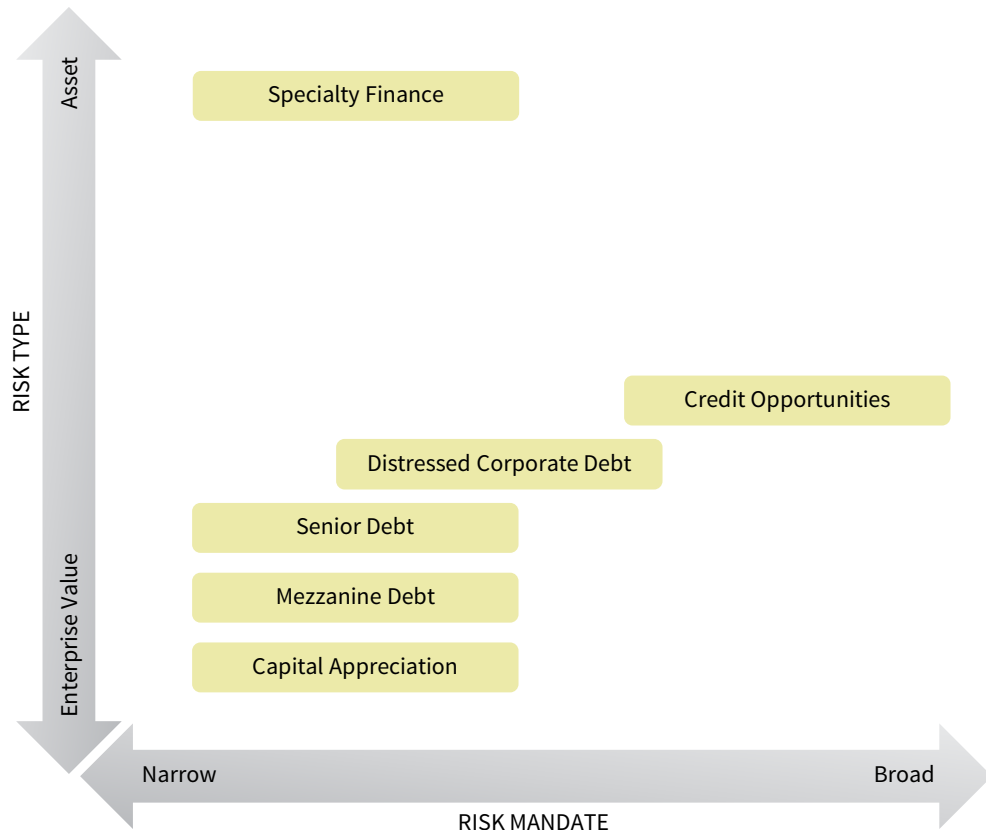 Asset
Specialty Finance
RISK TYPE
Credit Opportunities
Distressed Corporate Debt
Senior Debt
Mezzanine Debt
Enterprise Value
Capital Appreciation
Narrow
Broad
RISK MANDATE